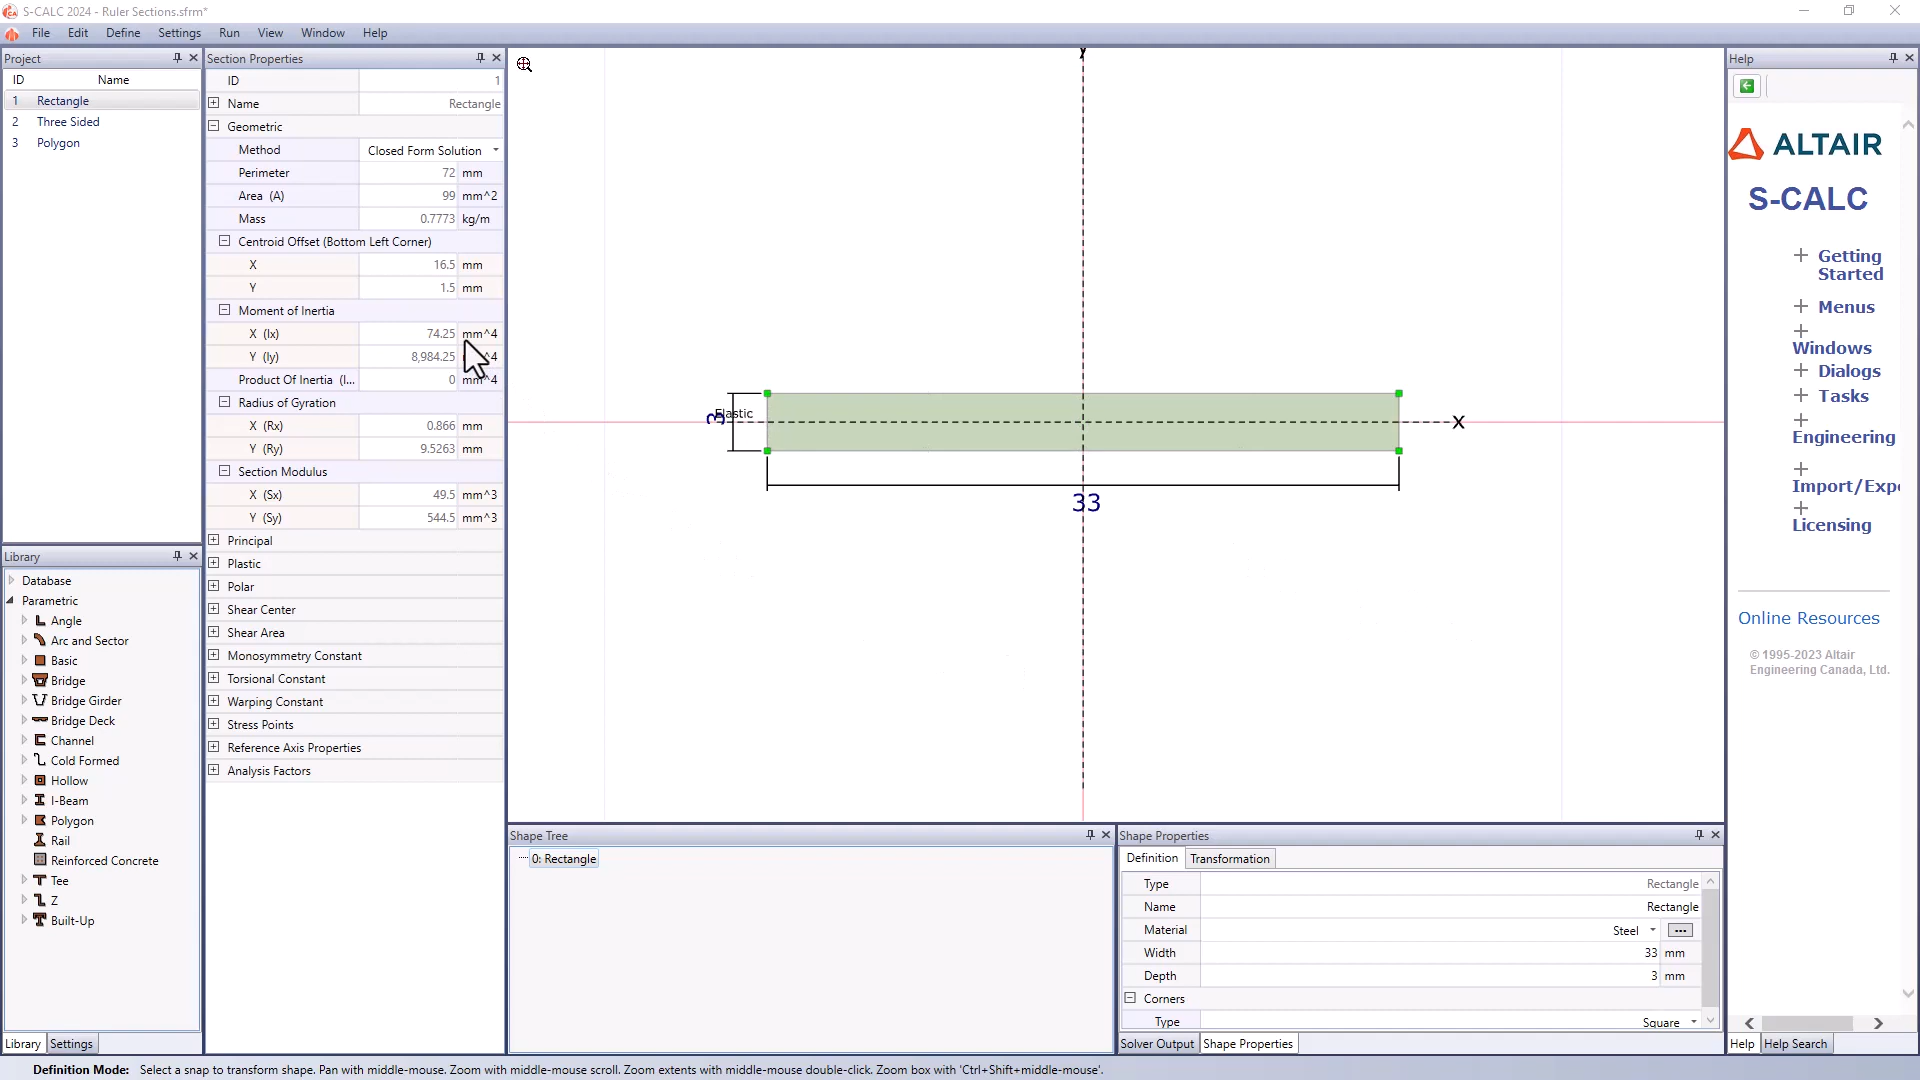 S-CALC 2024 - Ruler Sections.sfrm*
File Edit Define Settings Run View Window Help
Project
ID Name
1 Rectangle
2 Three Sided
3 Polygon
Library
Database
Parametric
Angle
Arc and Sector
Basic
Bridge
Bridge Girder
Bridge Deck
Channel
Cold Formed
Hollow
I-Beam
Polygon
Rail
Reinforced Concrete
Tee
Z
Built-Up
Library Settings
Section Properties
ID 1
Name Rectangle
Geometric
Method Closed Form Solution
Perimeter 72 mm
Area (A) 99 mm^2
Mass 0.7773 kg/m
Centroid Offset (Bottom Left Corner)
X 16.5 mm
Y 1.5 mm
Moment of Inertia
X (Ix) 74.25 mm^4
Y (Iy) 8,984.25 ^4
Product Of Inertia (I... 0 mm^4
Radius of Gyration
X (Rx) 0.866 mm
Y (Ry) 9.5263 mm
Section Modulus
X (Sx) 49.5 mm^3
Y (Sy) 544.5 mm^3
Principal
Plastic
Polar
Shear Center
Shear Area
Monosymmetry Constant
Torsional Constant
Warping Constant
Stress Points
Reference Axis Properties
Analysis Factors
y
Elastic
3
X
33
Shape Tree
0: Rectangle
Shape Properties
Definition Transformation
Type Rectangle
Name Rectangle
Material Steel ...
Width 33 mm
Depth 3 mm
Corners
Type Square
Solver Output Shape Properties
Help
ALTAIR
S-CALC
Getting
Started
Menus
Windows
Dialogs
Tasks
Engineering
Import/Exp
Licensing
Online Resources
© 1995-2023 Altair
Engineering Canada, Ltd.
Help Help Search
Definition Mode: Select a snap to transform shape. Pan with middle-mouse. Zoom with middle-mouse scroll. Zoom extents with middle-mouse double-click. Zoom box with 'Ctrl+Shift+middle-mouse'.